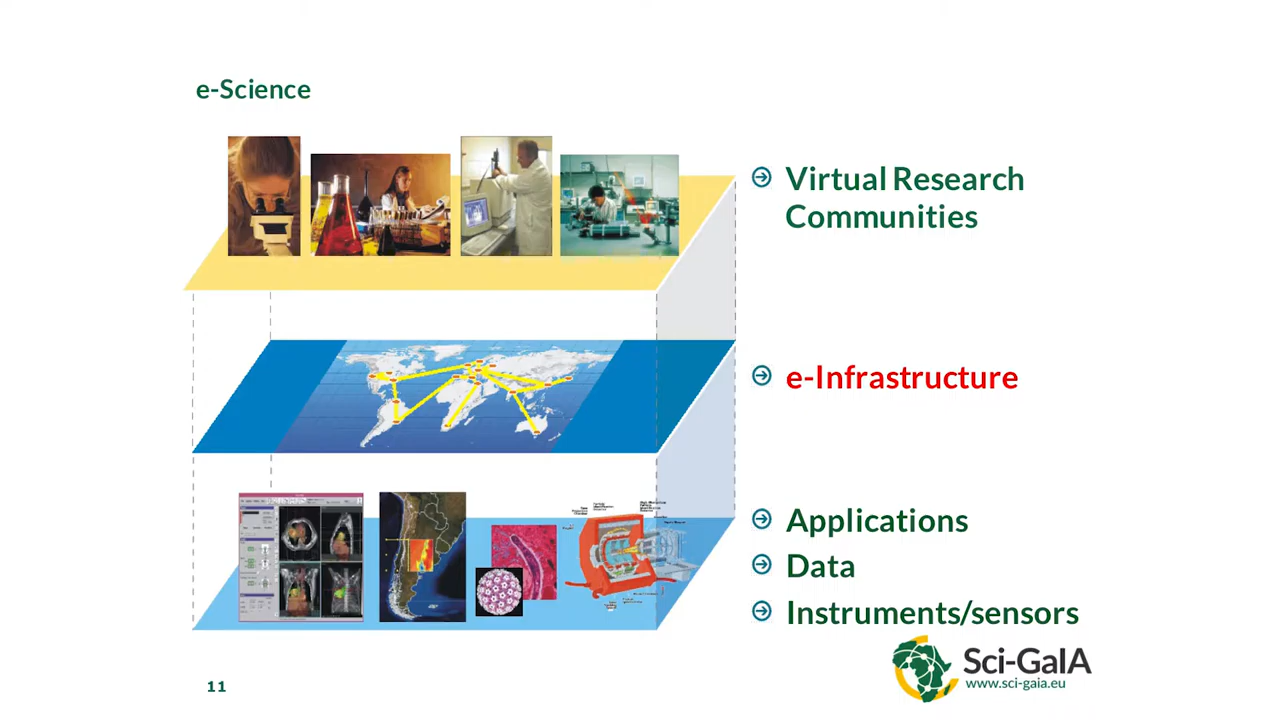 e-Science
Virtual Research
Communities
e-Infrastructure
Applications
Data
Instruments/sensors
Sci-GaIA
www.sci-gaia.eu
11